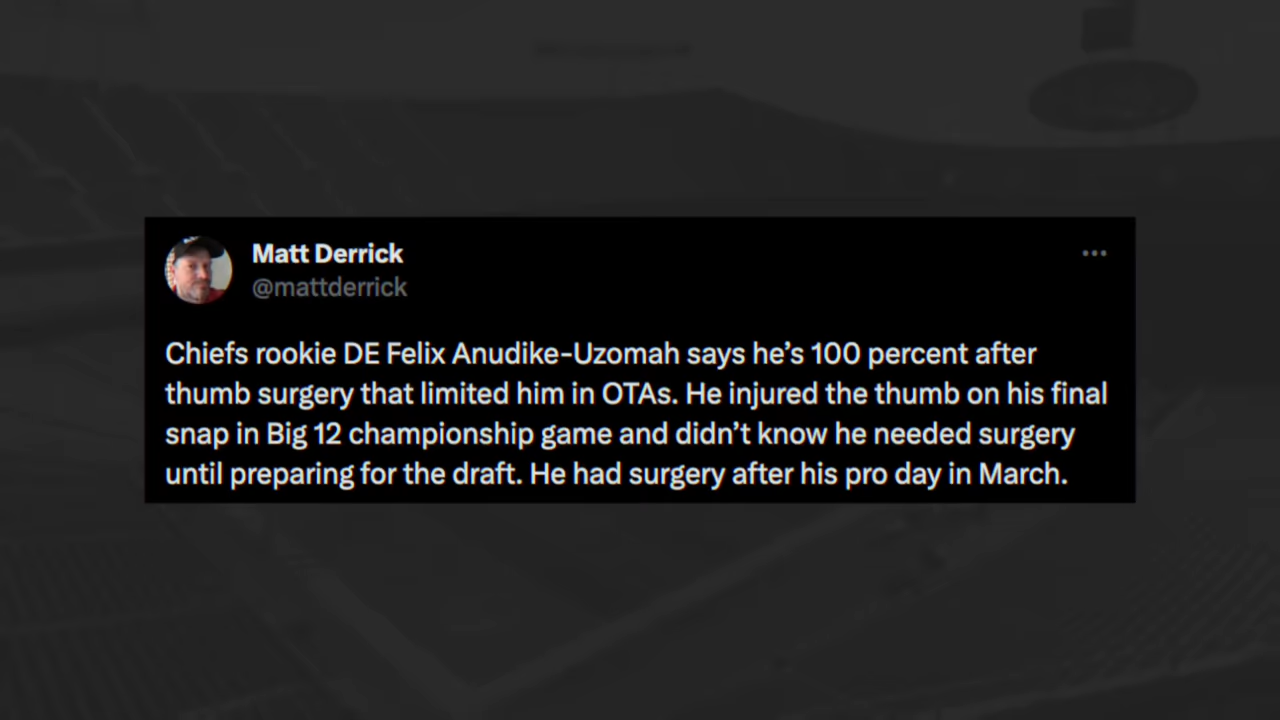 Matt Derrick
@mattderrick
Chiefs rookie DE Felix Anudike-Uzomah says he’s 100 percent after
thumb surgery that limited him in OTAs. He injured the thumb on his final
snap in Big 12 championship game and didn’t know he needed surgery
until preparing for the draft. He had surgery after his pro day in March.